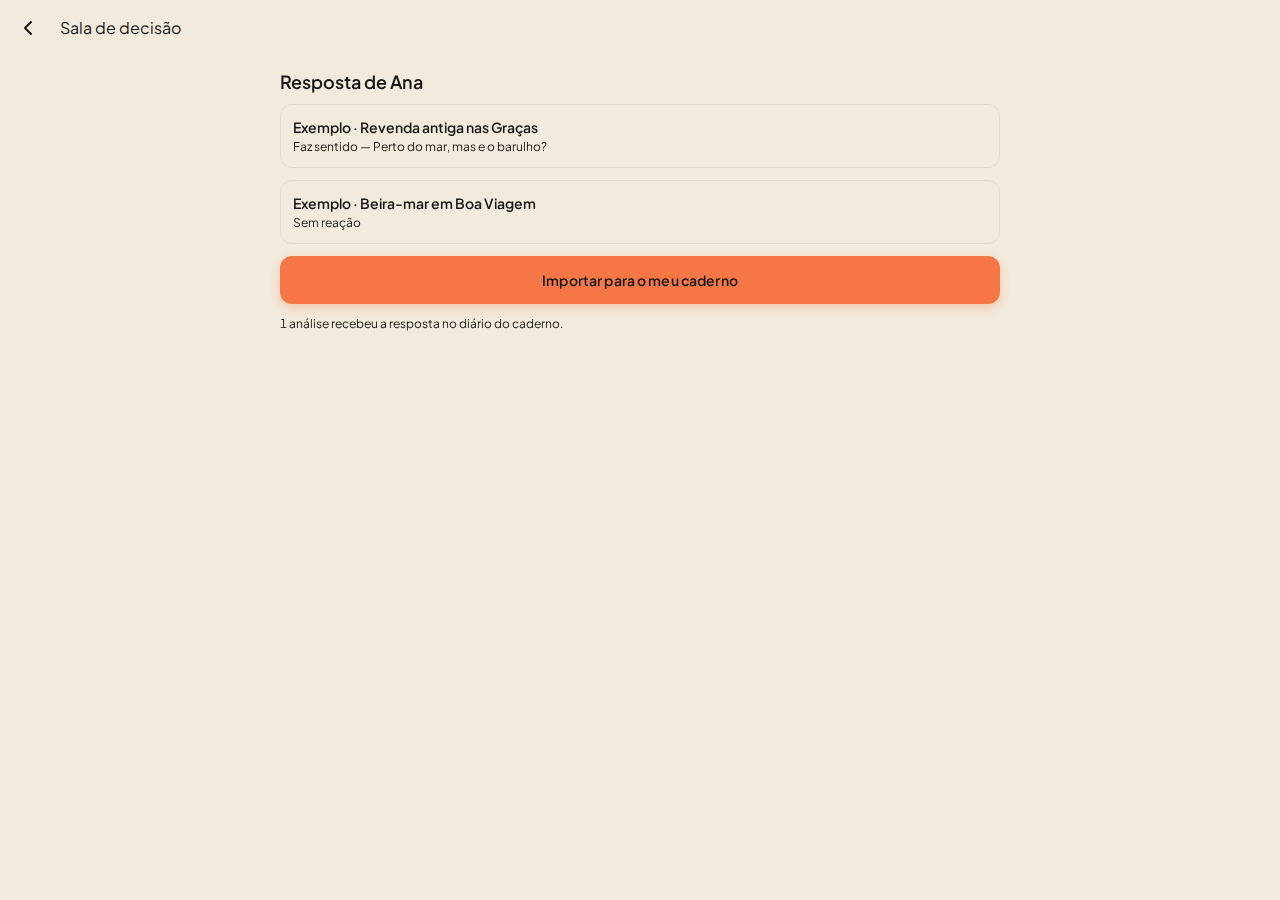 Sala de decisão
Resposta de Ana
Exemplo · Revenda antiga nas Graças
Faz sentido — Perto do mar, mas e o barulho?
Exemplo · Beira-mar em Boa Viagem
Sem reação
Importar para o meu caderno
1 análise recebeu a resposta no diário do caderno.